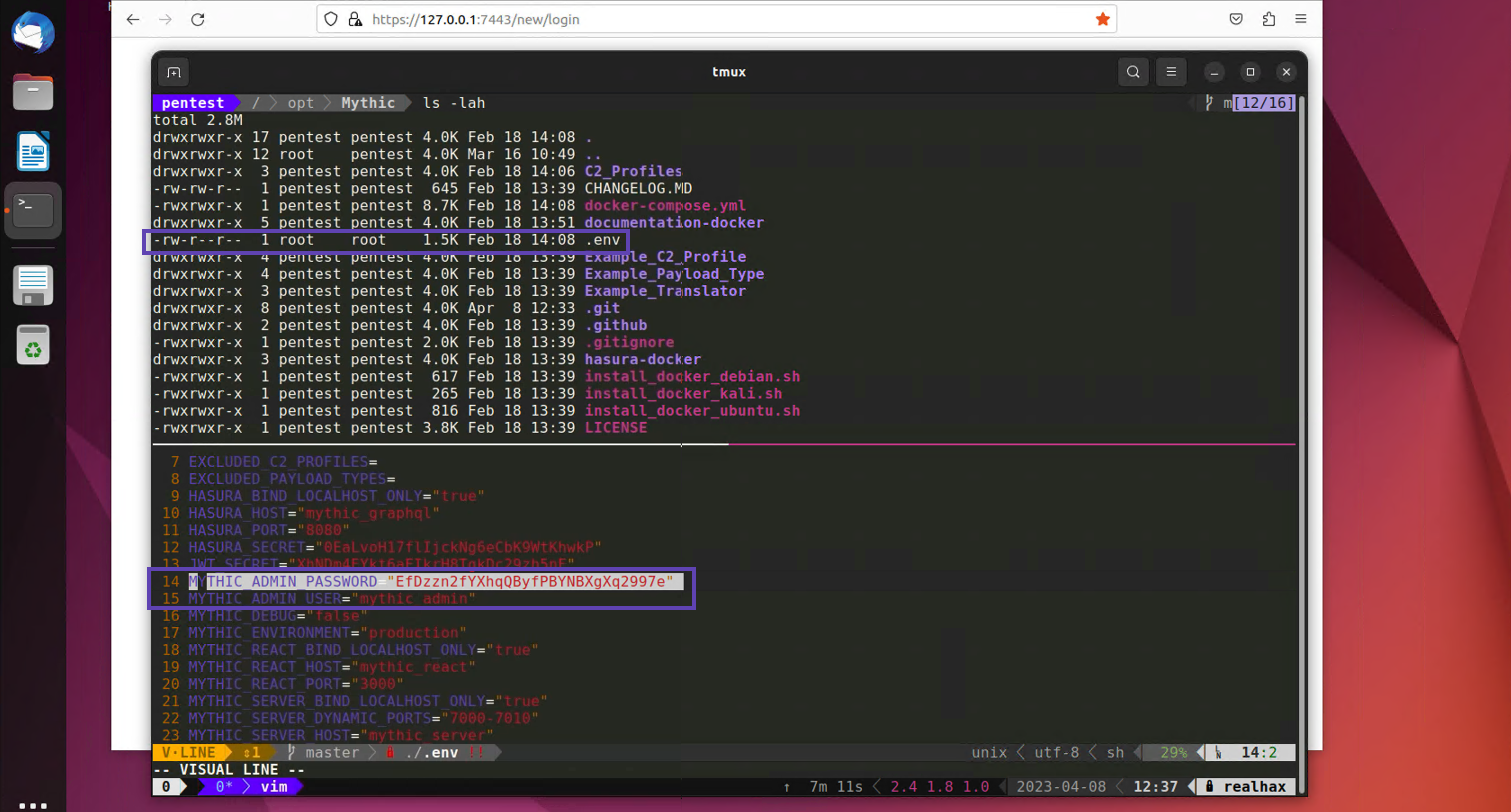 https://127.0.0.1:7443/new/login
tmux
pentest / opt Mythic ls -lah m[12/16]
total 2.8M
drwxrwxr-x 17 pentest pentest 4.0K Feb 18 14:08 .
drwxrwxr-x 12 root pentest 4.0K Mar 16 10:49 ..
drwxrwxr-x 3 pentest pentest 4.0K Feb 18 14:06 C2_Profiles
-rw-rw-r-- 1 pentest pentest 645 Feb 18 13:39 CHANGELOG.MD
-rwxrwxr-x 1 pentest pentest 8.7K Feb 18 14:08 docker-compose.yml
drwxrwxr-x 5 pentest pentest 4.0K Feb 18 13:51 documentation-docker
-rw-r--r-- 1 root root 1.5K Feb 18 14:08 .env
drwxrwxr-x 4 pentest pentest 4.0K Feb 18 13:39 Example_C2_Profile
drwxrwxr-x 4 pentest pentest 4.0K Feb 18 13:39 Example_Payload_Type
drwxrwxr-x 3 pentest pentest 4.0K Feb 18 13:39 Example_Translator
drwxrwxr-x 8 pentest pentest 4.0K Apr 8 12:33 .git
drwxrwxr-x 2 pentest pentest 4.0K Feb 18 13:39 .github
-rwxrwxr-x 1 pentest pentest 2.0K Feb 18 13:39 .gitignore
drwxrwxr-x 3 pentest pentest 4.0K Feb 18 13:39 hasura-docker
-rwxrwxr-x 1 pentest pentest 617 Feb 18 13:39 install_docker_debian.sh
-rwxrwxr-x 1 pentest pentest 265 Feb 18 13:39 install_docker_kali.sh
-rwxrwxr-x 1 pentest pentest 816 Feb 18 13:39 install_docker_ubuntu.sh
-rwxrwxr-x 1 pentest pentest 3.8K Feb 18 13:39 LICENSE
7 EXCLUDED_C2_PROFILES=
8 EXCLUDED_PAYLOAD_TYPES=
9 HASURA_BIND_LOCALHOST_ONLY="true"
10 HASURA_HOST="mythic_graphql"
11 HASURA_PORT="8080"
12 HASURA_SECRET="0EaLvoH17flIjckNg6eCbK9WtKhwkP"
13 JWT_SECRET=
14 MYTHIC_ADMIN_PASSWORD="EfDzzn2fYXhqQByfPBYNBXgXq2997e"
15 MYTHIC_ADMIN_USER="mythic_admin"
16 MYTHIC_DEBUG="false"
17 MYTHIC_ENVIRONMENT="production"
18 MYTHIC_REACT_BIND_LOCALHOST_ONLY="true"
19 MYTHIC_REACT_HOST="mythic_react"
20 MYTHIC_REACT_PORT="3000"
21 MYTHIC_SERVER_BIND_LOCALHOST_ONLY="true"
22 MYTHIC_SERVER_DYNAMIC_PORTS="7000-7010"
23 MYTHIC_SERVER_HOST="mythic_server"
V·LINE ↕1 master ./.env !! unix utf-8 sh 29% 14:2
-- VISUAL LINE --
0 0* vim ↑ 7m 11s 2.4 1.8 1.0 2023-04-08 12:37 realhax